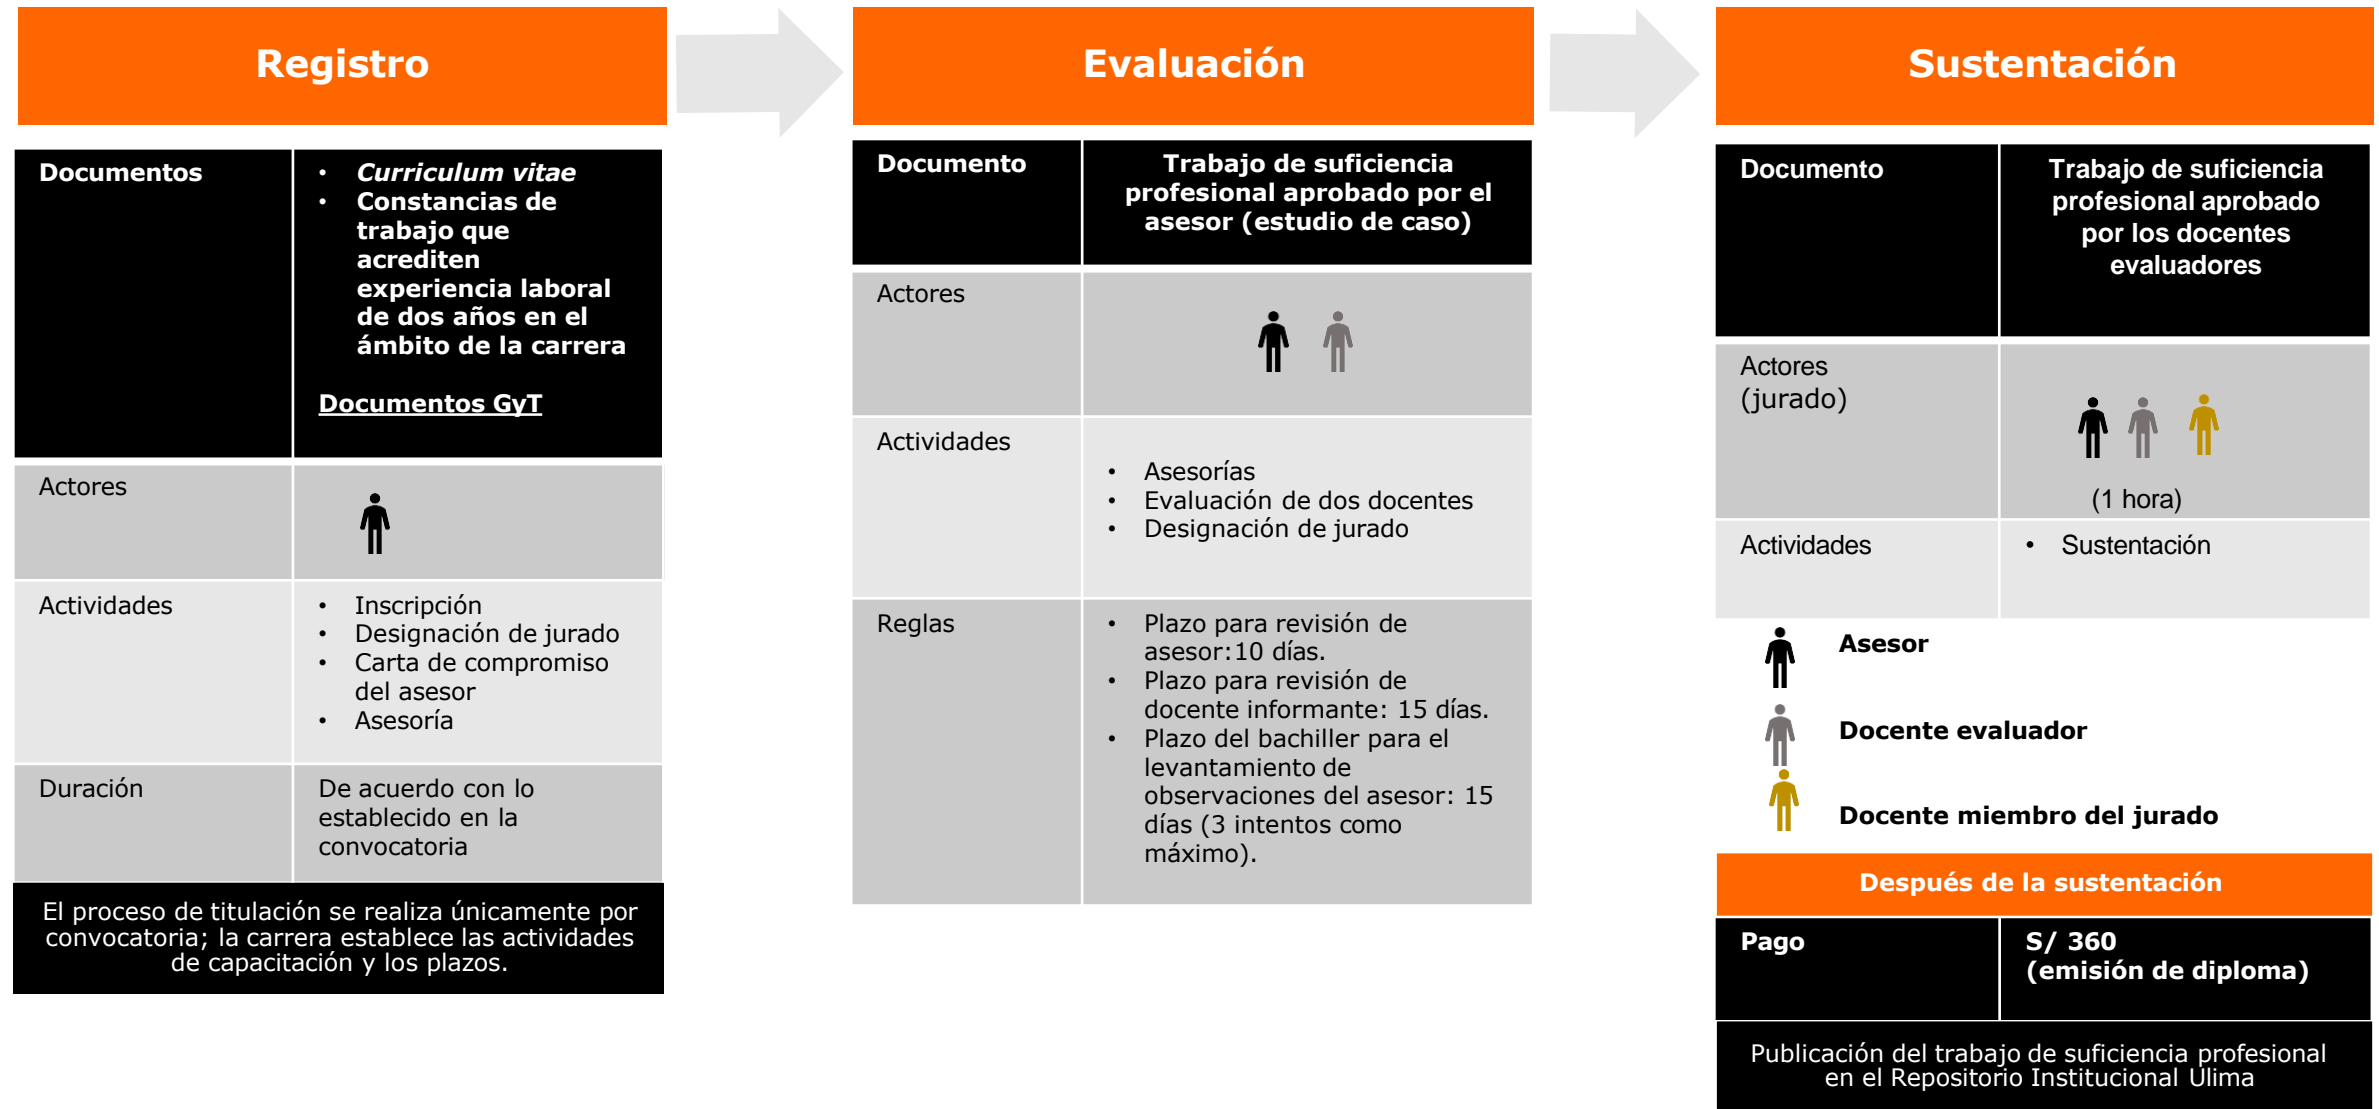 Registro
Documentos
• Curriculum vitae
• Constancias de
trabajo que
acrediten
experiencia laboral
de dos años en el
ámbito de la carrera
Documentos GyT
Actores
Actividades
• Inscripción
• Designación de jurado
• Carta de compromiso
del asesor
• Asesoría
Duración
De acuerdo con lo
establecido en la
convocatoria
El proceso de titulación se realiza únicamente por
convocatoria; la carrera establece las actividades
de capacitación y los plazos.
Evaluación
Documento
Trabajo de suficiencia
profesional aprobado por el
asesor (estudio de caso)
Actores
Actividades
• Asesorías
• Evaluación de dos docentes
• Designación de jurado
Reglas
• Plazo para revisión de
asesor:10 días.
• Plazo para revisión de
docente informante: 15 días.
• Plazo del bachiller para el
levantamiento de
observaciones del asesor: 15
días (3 intentos como
máximo).
Sustentación
Documento
Trabajo de suficiencia
profesional aprobado
por los docentes
evaluadores
Actores
(jurado)
(1 hora)
Actividades
• Sustentación
Asesor
Docente evaluador
Docente miembro del jurado
Después de la sustentación
Pago
S/ 360
(emisión de diploma)
Publicación del trabajo de suficiencia profesional
en el Repositorio Institucional Ulima